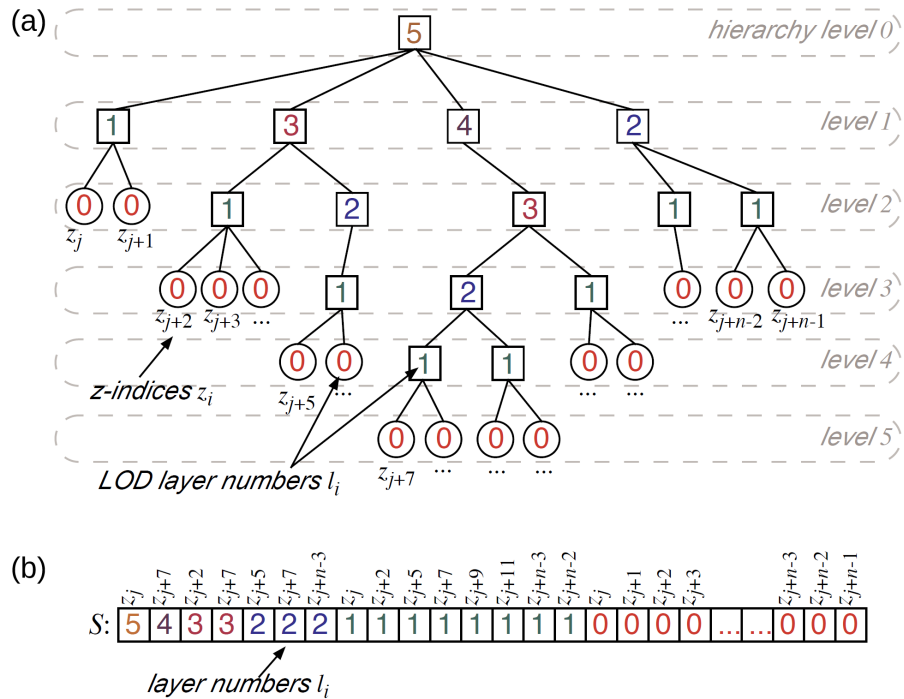 (a)
5 hierarchy level 0
1 3 4 2 level 1
0 0 1 2 3 1 1 level 2
z_j z_{j+1}
0 0 0 1 2 1 0 0 0 level 3
z_{j+2} z_{j+3} ... ... z_{j+n-2} z_{j+n-1}
0 0 1 1 0 0 level 4
z-indices z_i z_{j+5} ... ... ...
0 0 0 0 level 5
z_{j+7} ... ... ...
LOD layer numbers l_i
(b)
z_j z_{j+7} z_{j+2} z_{j+7} z_{j+5} z_{j+7} z_{j+n-3} z_j z_{j+2} z_{j+5} z_{j+7} z_{j+9} z_{j+11} z_{j+n-3} z_{j+n-2} z_j z_{j+1} z_{j+2} z_{j+3} z_{j+n-3} z_{j+n-2} z_{j+n-1}
S: 5 4 3 3 2 2 2 1 1 1 1 1 1 1 1 0 0 0 0 ... ... 0 0 0
layer numbers l_i